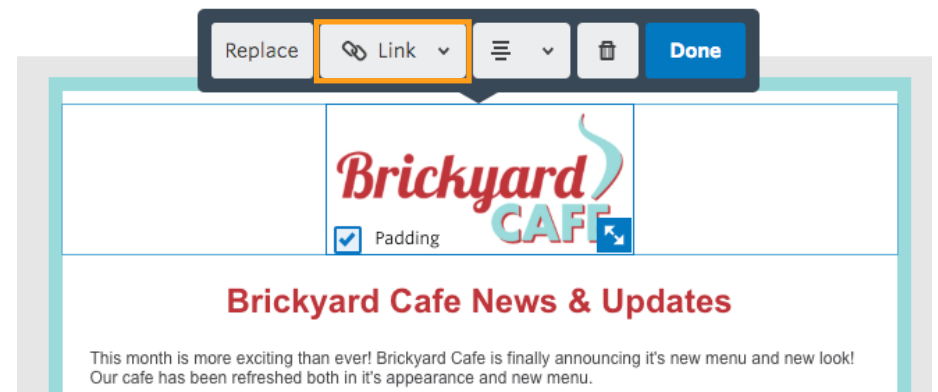 Replace Link Done
Brickyard
CAFE
Padding
Brickyard Cafe News & Updates
This month is more exciting than ever! Brickyard Cafe is finally announcing it's new menu and new look!
Our cafe has been refreshed both in it's appearance and new menu.